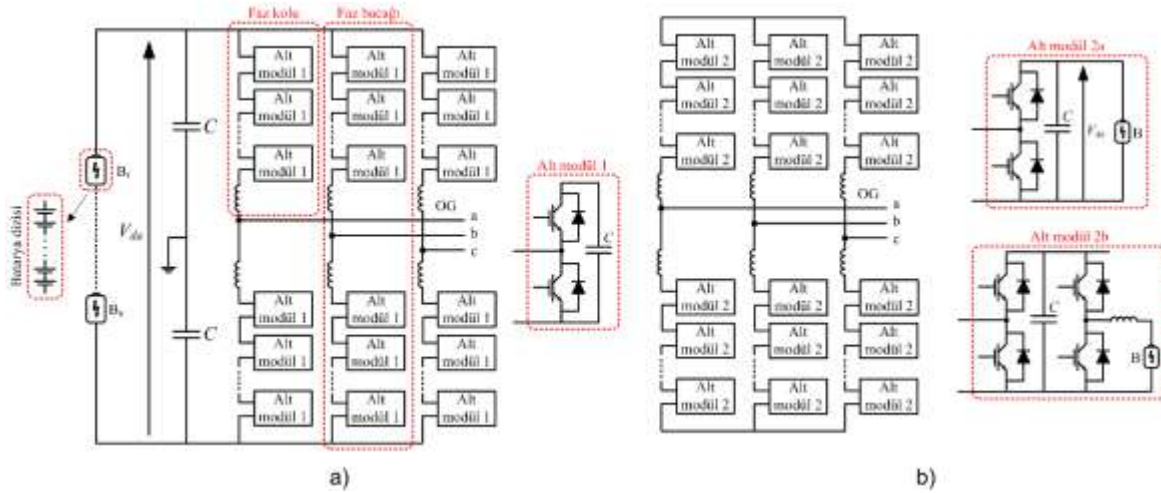 Faz kolu
Faz bacağı
Alt modül 1
Alt modül 1
Alt modül 1
Alt modül 1
Alt modül 1
Alt modül 1
Alt modül 1
Alt modül 1
Alt modül 1
C
B₁
Batarya dizisi
V_da
OG
a
b
c
Alt modül 1
C
C
Alt modül 1
Alt modül 1
Alt modül 1
Alt modül 1
Alt modül 1
Alt modül 1
Alt modül 1
Alt modül 1
Alt modül 1
a)
Alt modül 2
Alt modül 2
Alt modül 2
Alt modül 2
Alt modül 2
Alt modül 2
Alt modül 2
Alt modül 2
Alt modül 2
OG
a
b
c
Alt modül 2
Alt modül 2
Alt modül 2
Alt modül 2
Alt modül 2
Alt modül 2
Alt modül 2
Alt modül 2
Alt modül 2
Alt modül 2a
C
V_da
B
Alt modül 2b
C
B
b)